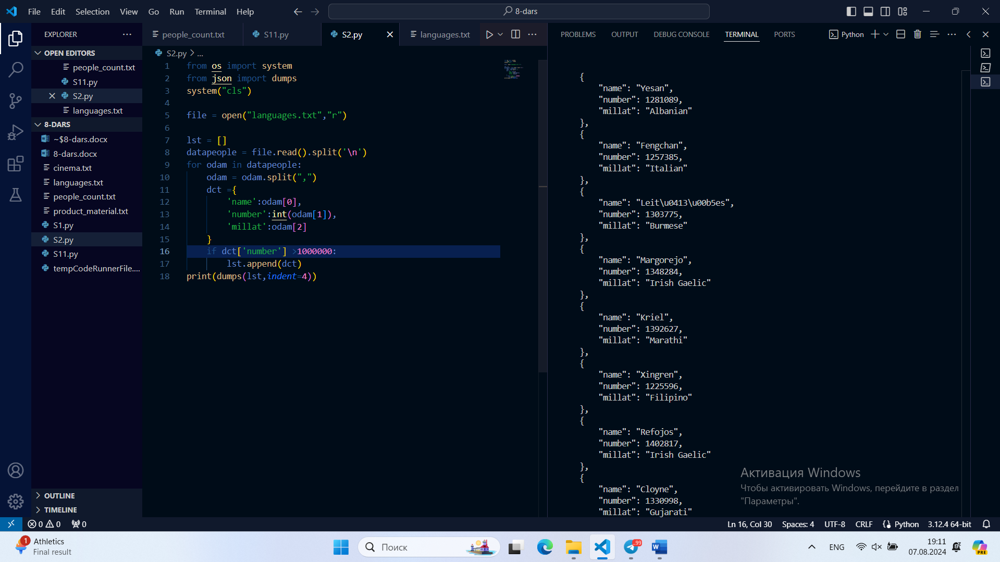 File Edit Selection View Go Run Terminal Help
8-dars
EXPLORER
OPEN EDITORS
people_count.txt
S11.py
S2.py
languages.txt
8-DARS
~$8-dars.docx
8-dars.docx
cinema.txt
languages.txt
people_count.txt
product_material.txt
S1.py
S2.py
S11.py
tempCodeRunnerFile....
OUTLINE
TIMELINE
people_count.txt S11.py S2.py languages.txt
S2.py > ...
1 from os import system
2 from json import dumps
3 system("cls")
4
5 file = open("languages.txt","r")
6
7 lst = []
8 datapeople = file.read().split('\n')
9 for odam in datapeople:
10 odam = odam.split(",")
11 dct ={
12 'name':odam[0],
13 'number':int(odam[1]),
14 'millat':odam[2]
15 }
16 if dct['number'] >1000000:
17 lst.append(dct)
18 print(dumps(lst,indent=4))
PROBLEMS OUTPUT DEBUG CONSOLE TERMINAL PORTS
Python
{
"name": "Yesan",
"number": 1281089,
"millat": "Albanian"
},
{
"name": "Fengchan",
"number": 1257385,
"millat": "Italian"
},
{
"name": "Leit\u0413\u00b5es",
"number": 1303775,
"millat": "Burmese"
},
{
"name": "Margorejo",
"number": 1348284,
"millat": "Irish Gaelic"
},
{
"name": "Kriel",
"number": 1392627,
"millat": "Marathi"
},
{
"name": "Xingren",
"number": 1225596,
"millat": "Filipino"
},
{
"name": "Refojos",
"number": 1402817,
"millat": "Irish Gaelic"
},
{
"name": "Cloyne",
"number": 1330998,
"millat": "Gujarati"
Активация Windows
Чтобы активировать Windows, перейдите в раздел
"Параметры".
0 0 0
Ln 16, Col 30 Spaces: 4 UTF-8 CRLF Python 3.12.4 64-bit
1
Athletics
Final result
Поиск
99
W
ENG
19:11
07.08.2024
PRE